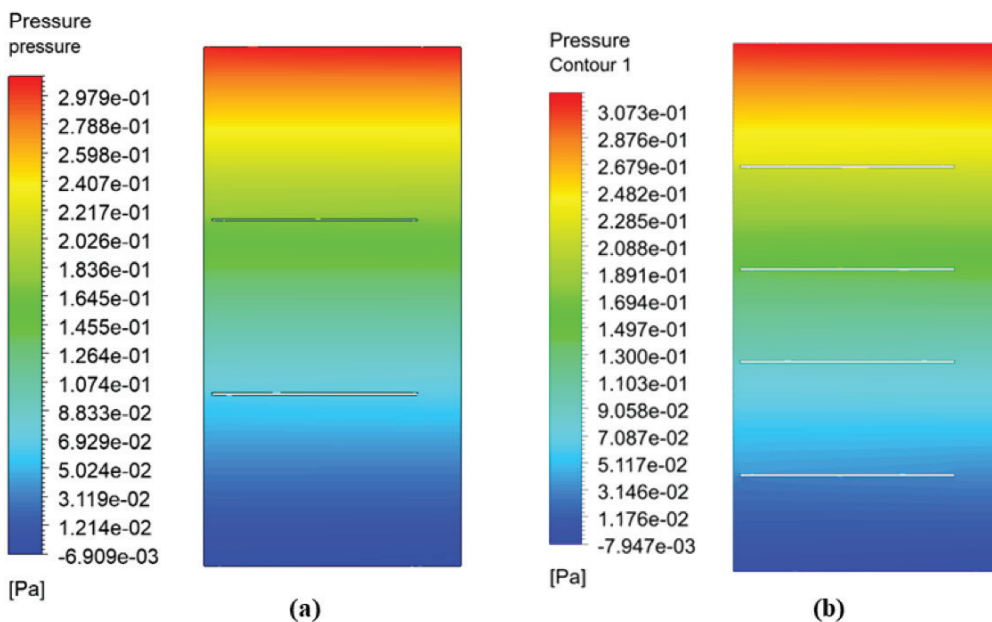 Pressure
pressure
2.979e-01
2.788e-01
2.598e-01
2.407e-01
2.217e-01
2.026e-01
1.836e-01
1.645e-01
1.455e-01
1.264e-01
1.074e-01
8.833e-02
6.929e-02
5.024e-02
3.119e-02
1.214e-02
-6.909e-03
[Pa]
(a)
Pressure
Contour 1
3.073e-01
2.876e-01
2.679e-01
2.482e-01
2.285e-01
2.088e-01
1.891e-01
1.694e-01
1.497e-01
1.300e-01
1.103e-01
9.058e-02
7.087e-02
5.117e-02
3.146e-02
1.176e-02
-7.947e-03
[Pa]
(b)